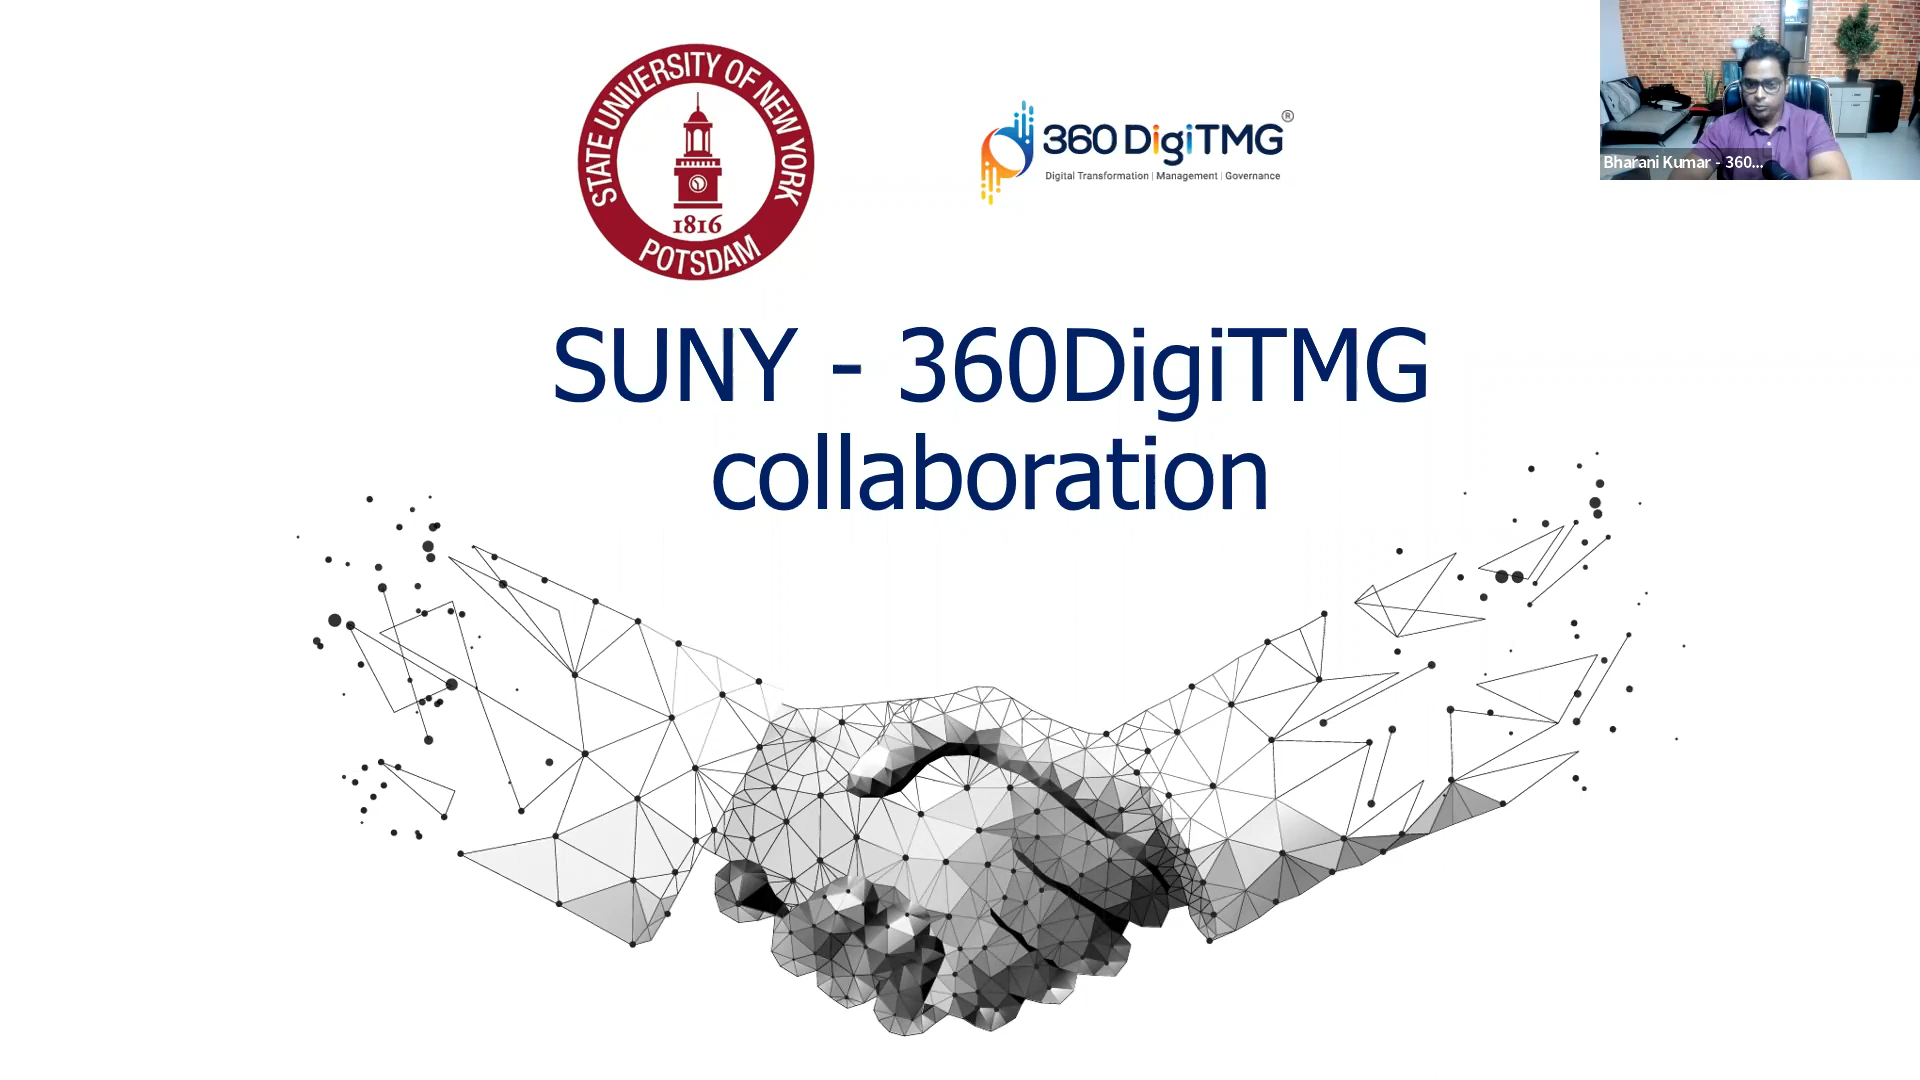 STATE UNIVERSITY OF NEW YORK
1816
POTSDAM
360 DigiTMG®
Digital Transformation | Management | Governance
Bharani Kumar - 360...
SUNY - 360DigiTMG
collaboration